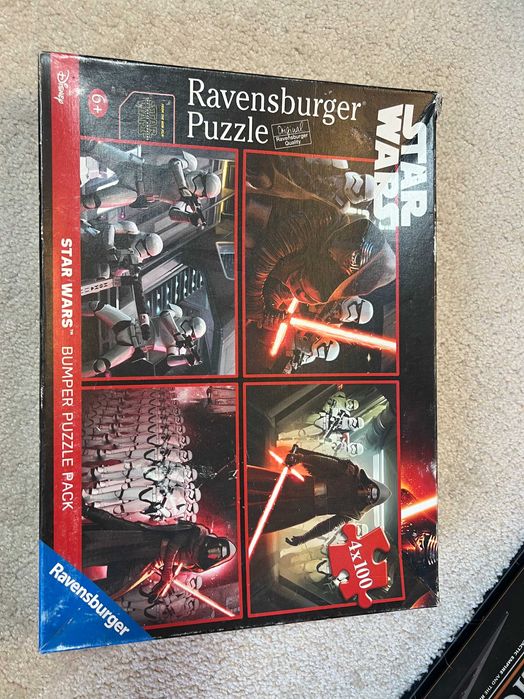 Disney
6+
Ravensburger
Puzzle
Original
Ravensburger
Quality
STAR
WARS
STAR WARS™ BUMPER PUZZLE PACK
Ravensburger
4x100